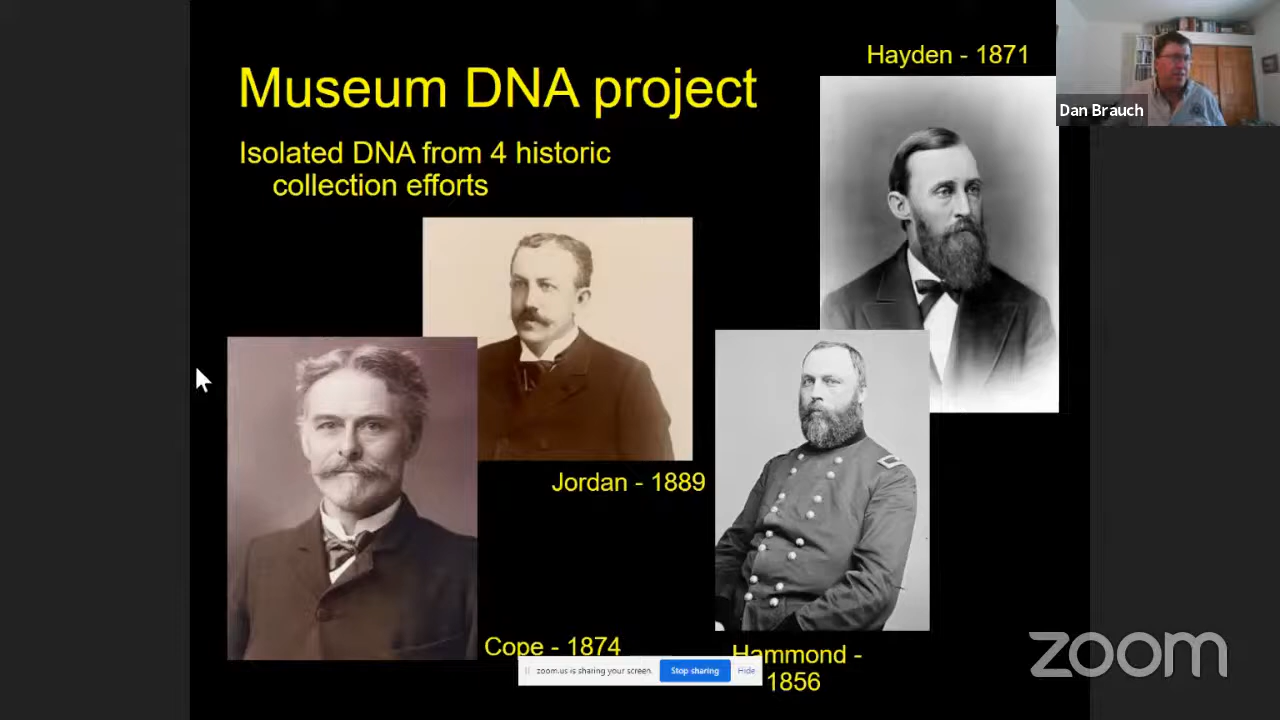 Hayden - 1871
Museum DNA project
Dan Brauch
Isolated DNA from 4 historic
collection efforts
Jordan - 1889
Cope - 1874
Hammond -
1856
zoom.us is sharing your screen.
Stop sharing
Hide
zoom